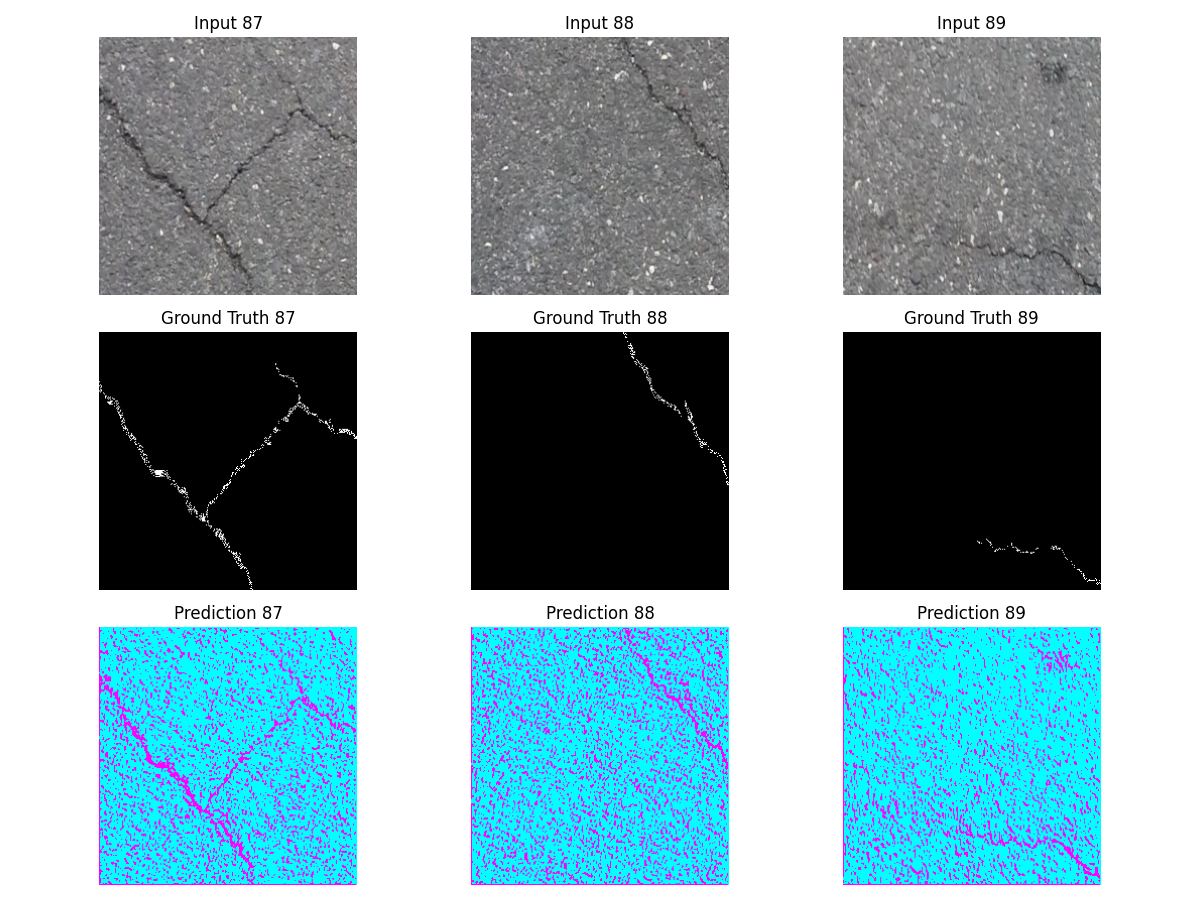 Input 87
Input 88
Input 89
Ground Truth 87
Ground Truth 88
Ground Truth 89
Prediction 87
Prediction 88
Prediction 89